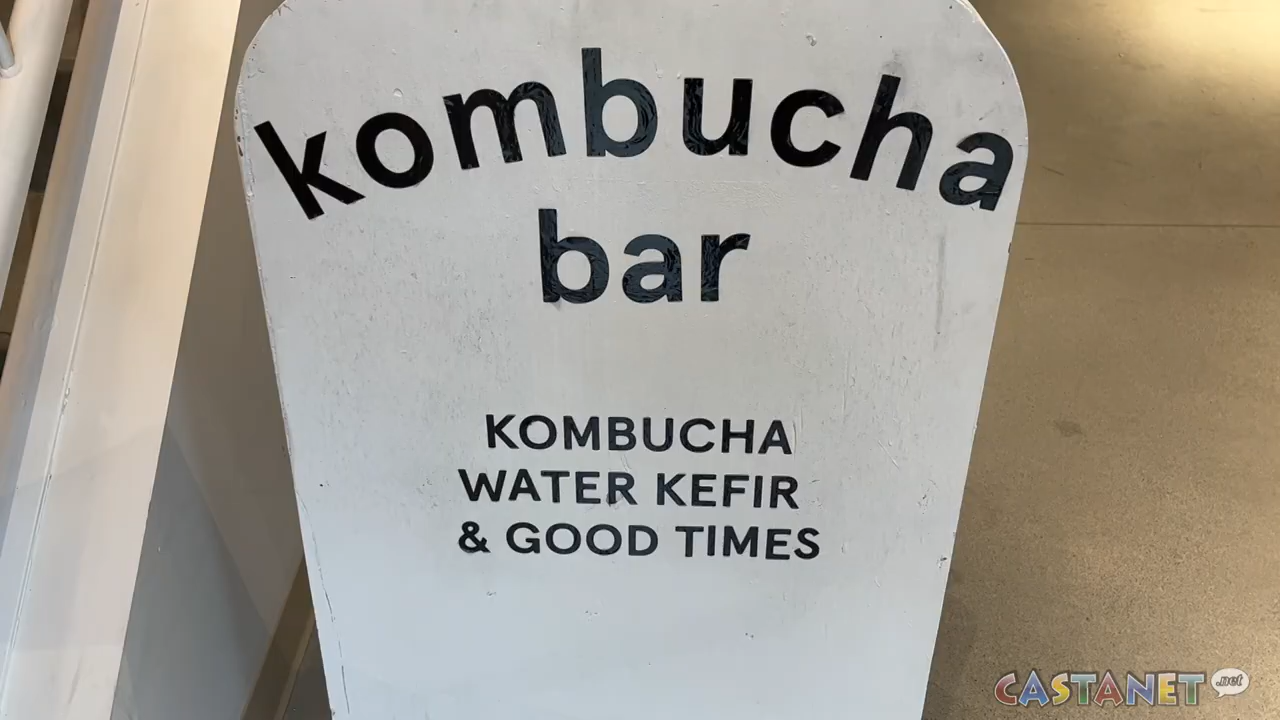 kombucha
bar
KOMBUCHA
WATER KEFIR
& GOOD TIMES
CASTANET.net